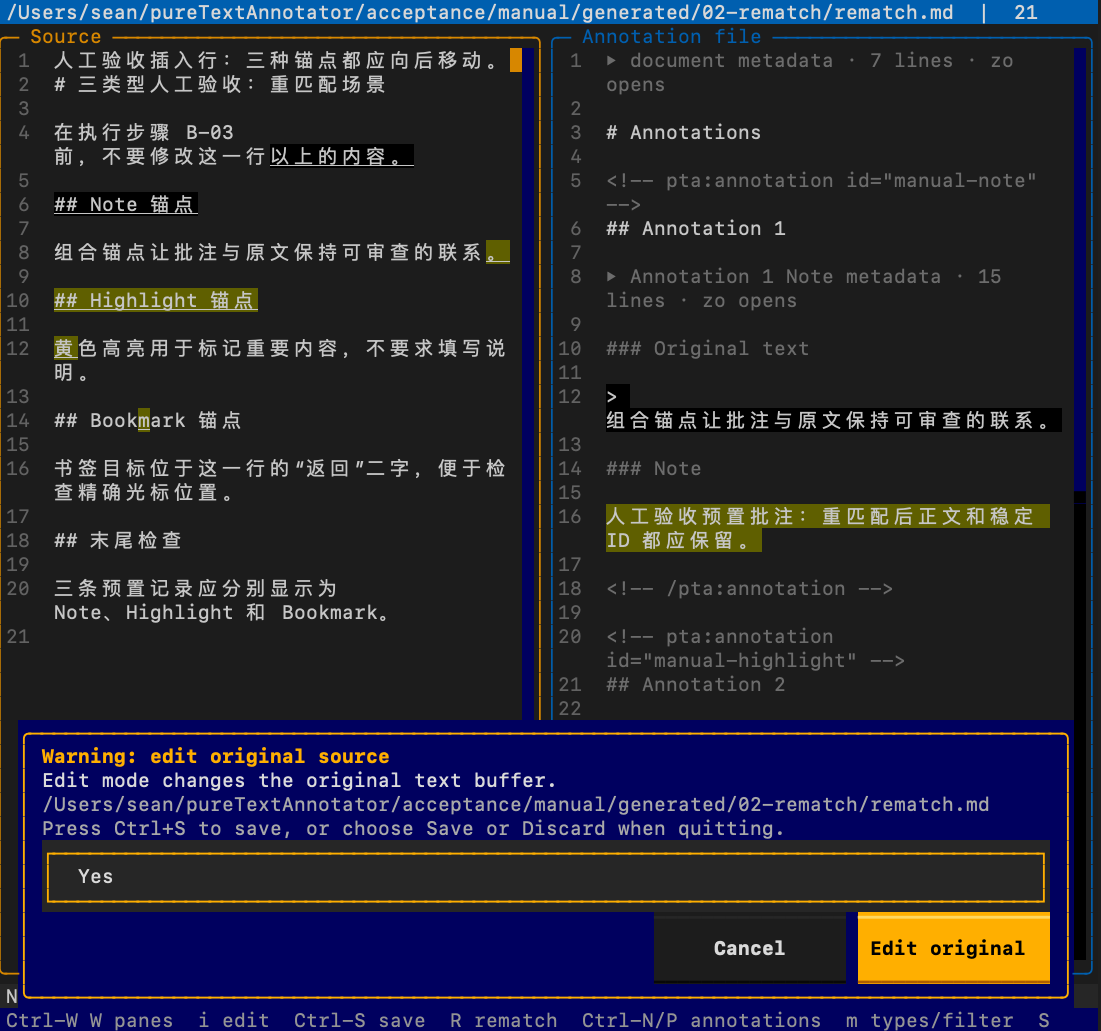 /Users/sean/pureTextAnnotator/acceptance/manual/generated/02-rematch/rematch.md | 21
Source
1 人工验收插入行：三种锚点都应向后移动。
2 # 三类型人工验收：重匹配场景
3
4 在执行步骤 B-03
前，不要修改这一行以上的内容。
5
6 ## Note 锚点
7
8 组合锚点让批注与原文保持可审查的联系。
9
10 ## Highlight 锚点
11
12 黄色高亮用于标记重要内容，不要求填写说
明。
13
14 ## Bookmark 锚点
15
16 书签目标位于这一行的“返回”二字，便于检
查精确光标位置。
17
18 ## 末尾检查
19
20 三条预置记录应分别显示为
Note、Highlight 和 Bookmark。
21
Annotation file
1 ▶ document metadata · 7 lines · zo
opens
2
3 # Annotations
4
5 <!-- pta:annotation id="manual-note"
-->
6 ## Annotation 1
7
8 ▶ Annotation 1 Note metadata · 15
lines · zo opens
9
10 ### Original text
11
12 >
组合锚点让批注与原文保持可审查的联系。
13
14 ### Note
15
16 人工验收预置批注：重匹配后正文和稳定
ID 都应保留。
17
18 <!-- /pta:annotation -->
19
20 <!-- pta:annotation
id="manual-highlight" -->
21 ## Annotation 2
22
Warning: edit original source
Edit mode changes the original text buffer.
/Users/sean/pureTextAnnotator/acceptance/manual/generated/02-rematch/rematch.md
Press Ctrl+S to save, or choose Save or Discard when quitting.
Yes
Cancel
Edit original
N
Ctrl-W W panes i edit Ctrl-S save R rematch Ctrl-N/P annotations m types/filter S